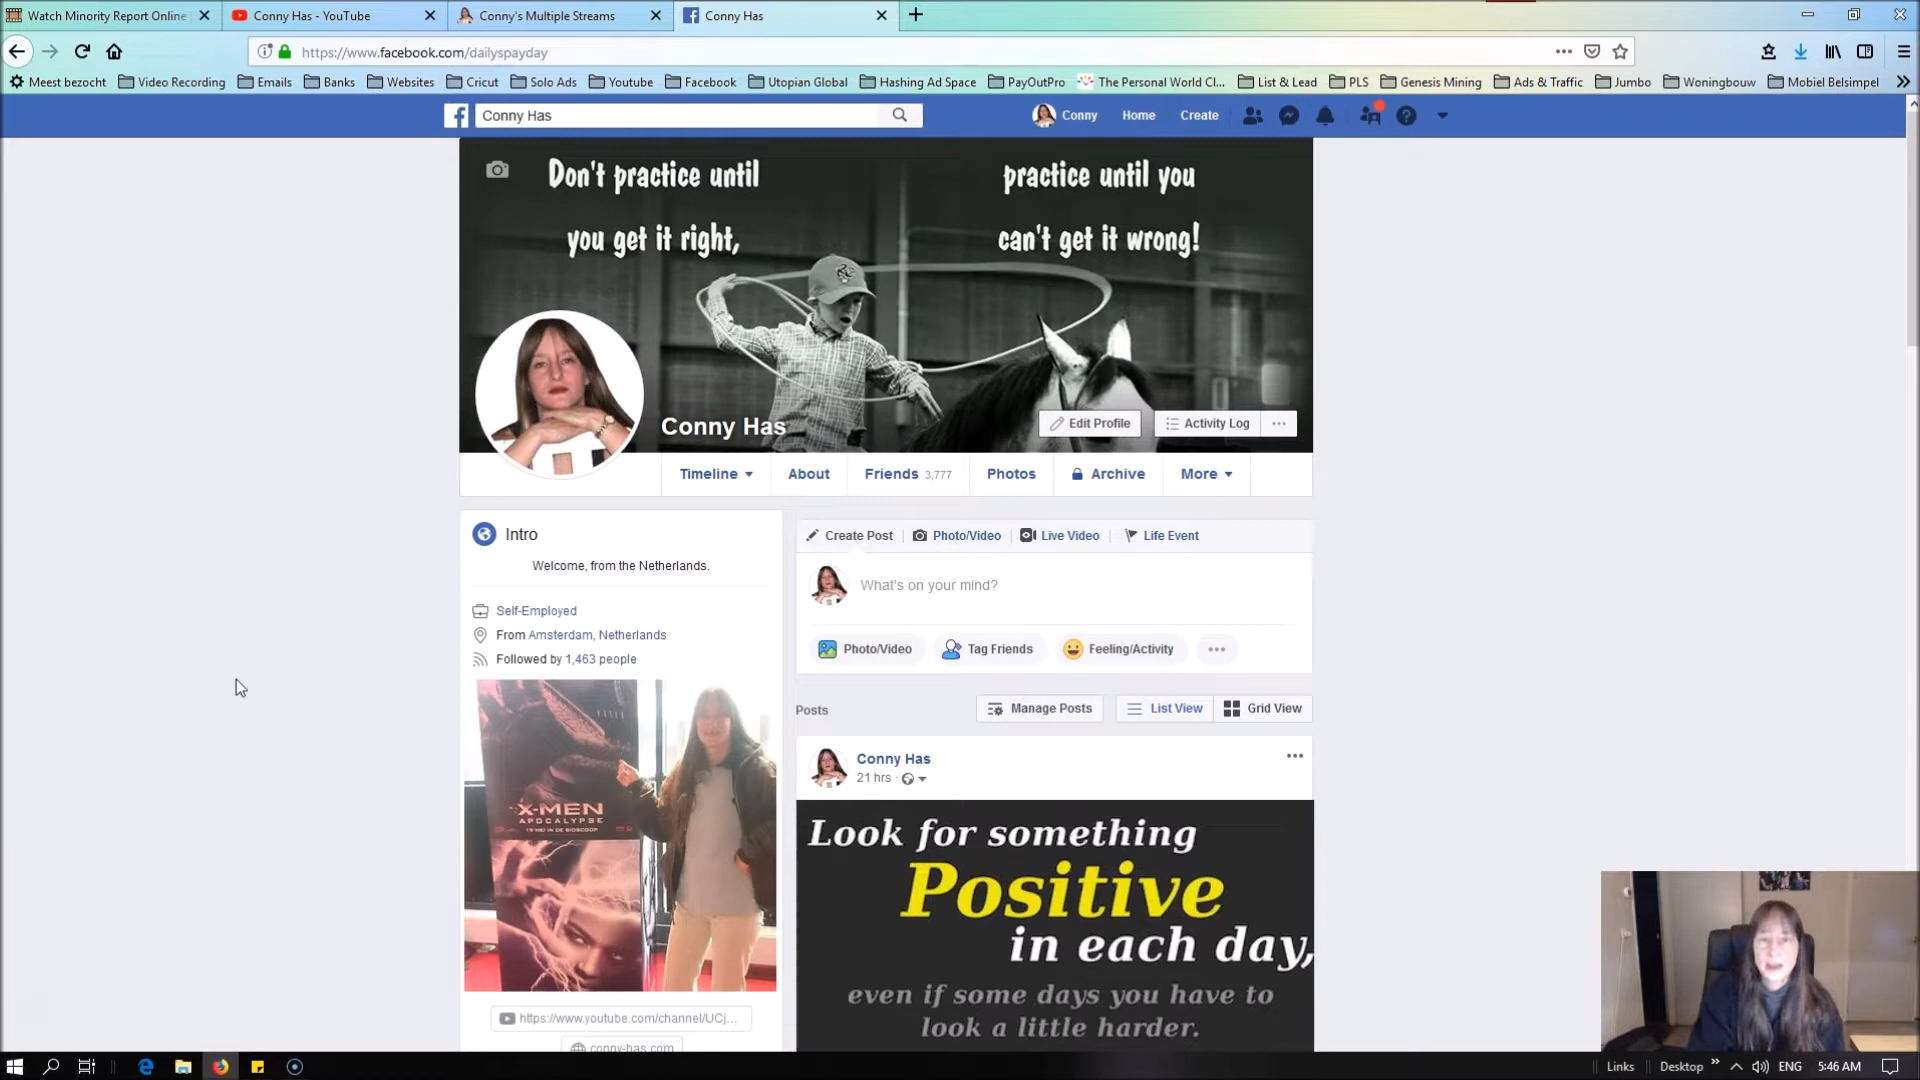 Watch Minority Report Online
Conny Has - YouTube
Conny's Multiple Streams
Conny Has
https://www.facebook.com/dailyspayday
Meest bezocht
Video Recording
Emails
Banks
Websites
Cricut
Solo Ads
Youtube
Facebook
Utopian Global
Hashing Ad Space
PayOutPro
The Personal World Cl...
List & Lead
PLS
Genesis Mining
Ads & Traffic
Jumbo
Woningbouw
Mobiel Belsimpel
Conny Has
Conny
Home
Create
Don't practice until
you get it right,
practice until you
can't get it wrong!
Conny Has
Edit Profile
Activity Log
Timeline
About
Friends 3,777
Photos
Archive
More
Intro
Welcome, from the Netherlands.
Self-Employed
From Amsterdam, Netherlands
Followed by 1,463 people
X-MEN
APOCALYPSE
19 MEI IN DE BIOSCOOP
https://www.youtube.com/channel/UCj...
conny-has.com
Create Post
Photo/Video
Live Video
Life Event
What's on your mind?
Photo/Video
Tag Friends
Feeling/Activity
Posts
Manage Posts
List View
Grid View
Conny Has
21 hrs
Look for something
Positive
in each day,
even if some days you have to
look a little harder.
Links
Desktop
ENG
5:46 AM